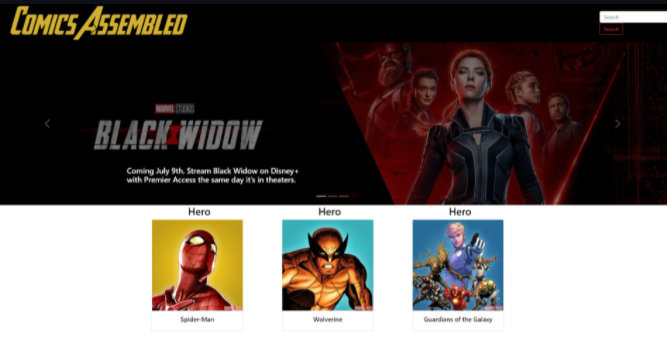 COMICS ASSEMBLED
Search
Search
MARVEL STUDIOS
BLACK WIDOW
Coming July 9th. Stream Black Widow on Disney+
with Premier Access the same day it's in theaters.
Hero
Hero
Hero
Spider-Man
Wolverine
Guardians of the Galaxy